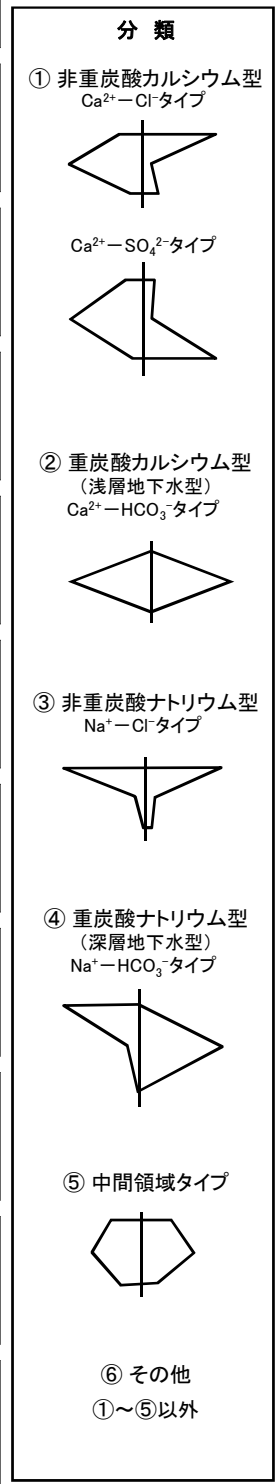 分 類
① 非重炭酸カルシウム型
Ca²⁺－Cl⁻タイプ
Ca²⁺－SO₄²⁻タイプ
② 重炭酸カルシウム型
（浅層地下水型）
Ca²⁺－HCO₃⁻タイプ
③ 非重炭酸ナトリウム型
Na⁺－Cl⁻タイプ
④ 重炭酸ナトリウム型
（深層地下水型）
Na⁺－HCO₃⁻タイプ
⑤ 中間領域タイプ
⑥ その他
①～⑤以外